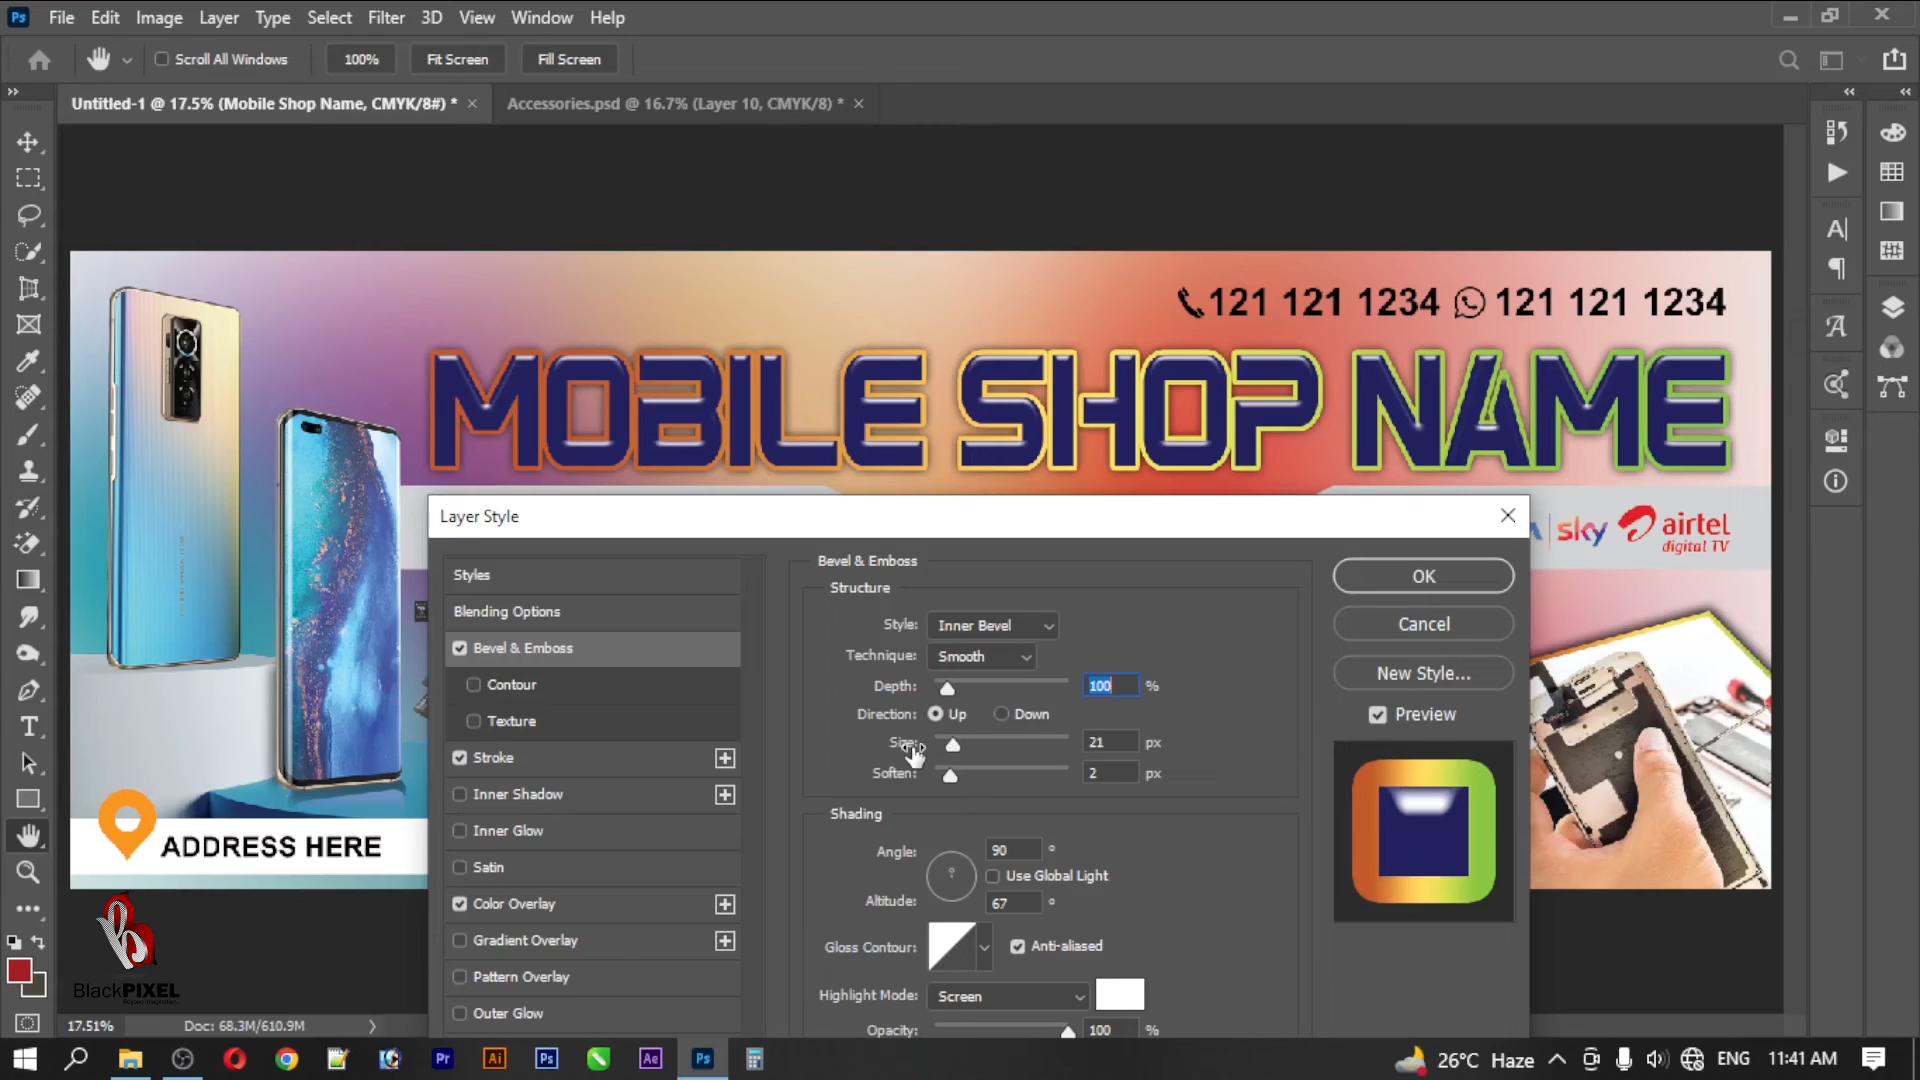 Ps File Edit Image Layer Type Select Filter 3D View Window Help
Scroll All Windows 100% Fit Screen Fill Screen
Untitled-1 @ 17.5% (Mobile Shop Name, CMYK/8#) * × Accessories.psd @ 16.7% (Layer 10, CMYK/8) * ×
121 121 1234 121 121 1234
MOBILE SHOP NAME
sky airtel
digital TV
ADDRESS HERE
BlackPIXEL
Layer Style
Styles
Blending Options
Bevel & Emboss
Contour
Texture
Stroke
Inner Shadow
Inner Glow
Satin
Color Overlay
Gradient Overlay
Pattern Overlay
Outer Glow
Bevel & Emboss
Structure
Style: Inner Bevel
Technique: Smooth
Depth: 100 %
Direction: Up Down
Size: 21 px
Soften: 2 px
Shading
Angle: 90 °
Use Global Light
Altitude: 67 °
Gloss Contour: Anti-aliased
Highlight Mode: Screen
Opacity: 100 %
OK
Cancel
New Style...
Preview
17.51% Doc: 68.3M/610.9M
Pr Ai Ps Ae Ps
26°C Haze ENG 11:41 AM